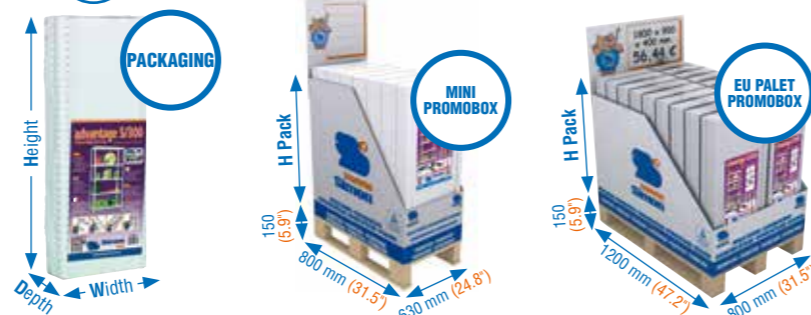 PACKAGING
Height
Depth
Width
advantage 5/300
MINI
PROMOBOX
H Pack
150
(5.9")
800 mm (31.5")
630 mm (24.8")
1800 x 900
x 400 mm.
56,44 €
EU PALET
PROMOBOX
H Pack
150
(5.9")
1200 mm (47.2")
800 mm (31.5")